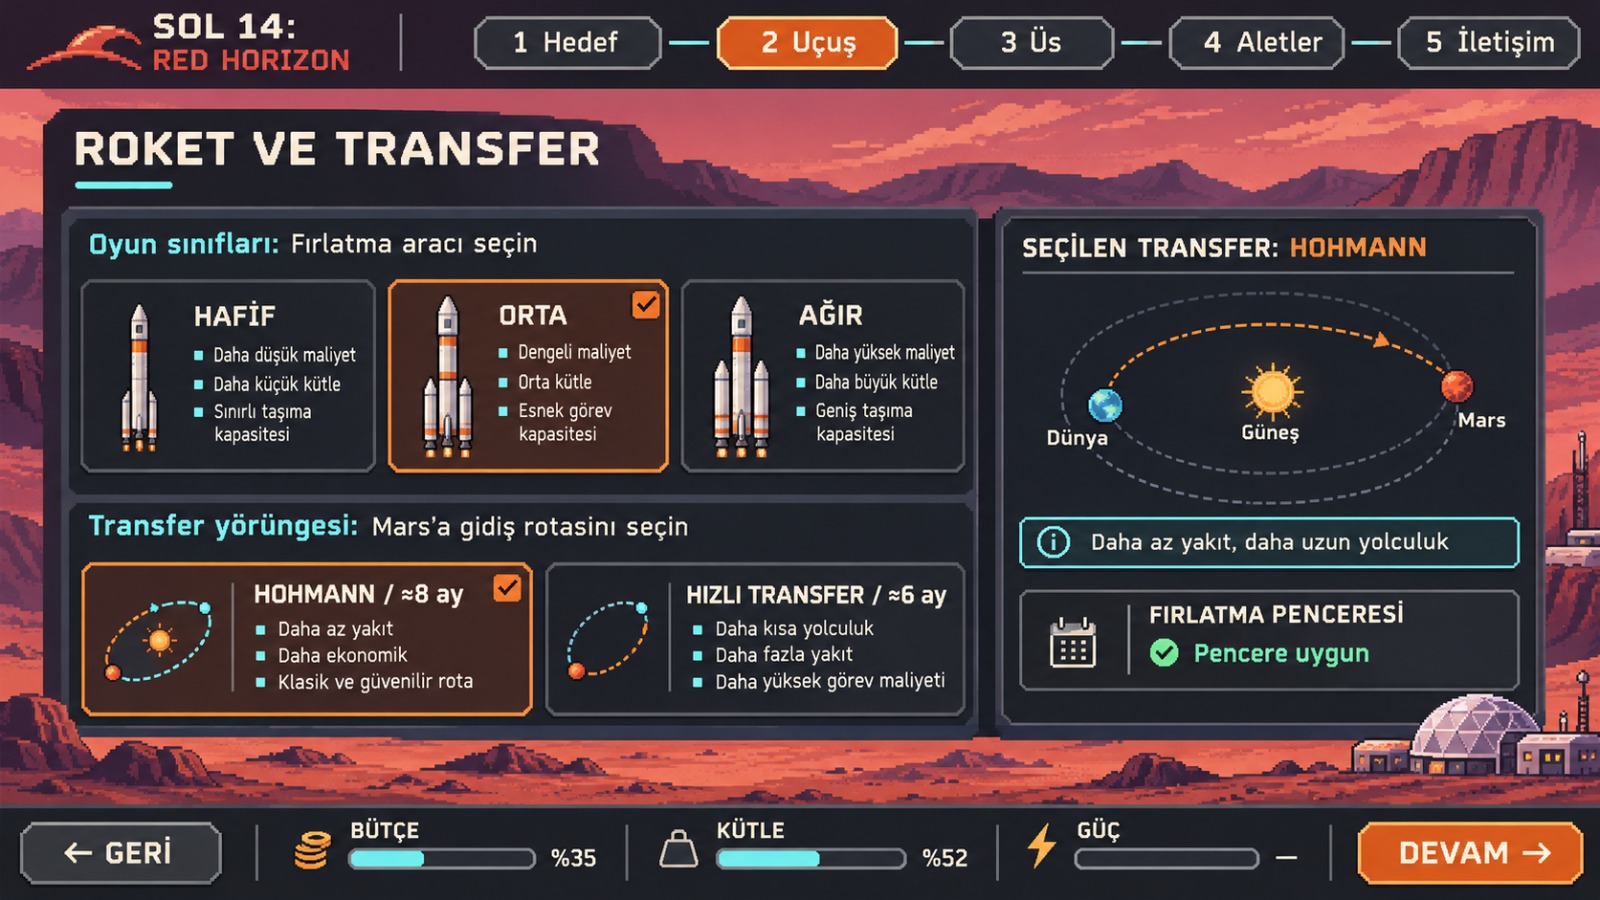 SOL 14:
RED HORIZON
1 Hedef
2 Uçuş
3 Üs
4 Aletler
5 İletişim
ROKET VE TRANSFER
Oyun sınıfları: Fırlatma aracı seçin
HAFİF
Daha düşük maliyet
Daha küçük kütle
Sınırlı taşıma
kapasitesi
ORTA
Dengeli maliyet
Orta kütle
Esnek görev
kapasitesi
AĞIR
Daha yüksek maliyet
Daha büyük kütle
Geniş taşıma
kapasitesi
Transfer yörüngesi: Mars'a gidiş rotasını seçin
HOHMANN / ≈8 ay
Daha az yakıt
Daha ekonomik
Klasik ve güvenilir rota
HIZLI TRANSFER / ≈6 ay
Daha kısa yolculuk
Daha fazla yakıt
Daha yüksek görev maliyeti
SEÇİLEN TRANSFER: HOHMANN
Dünya
Güneş
Mars
Daha az yakıt, daha uzun yolculuk
FIRLATMA PENCERESİ
Pencere uygun
← GERİ
BÜTÇE
%35
KÜTLE
%52
GÜÇ
—
DEVAM →